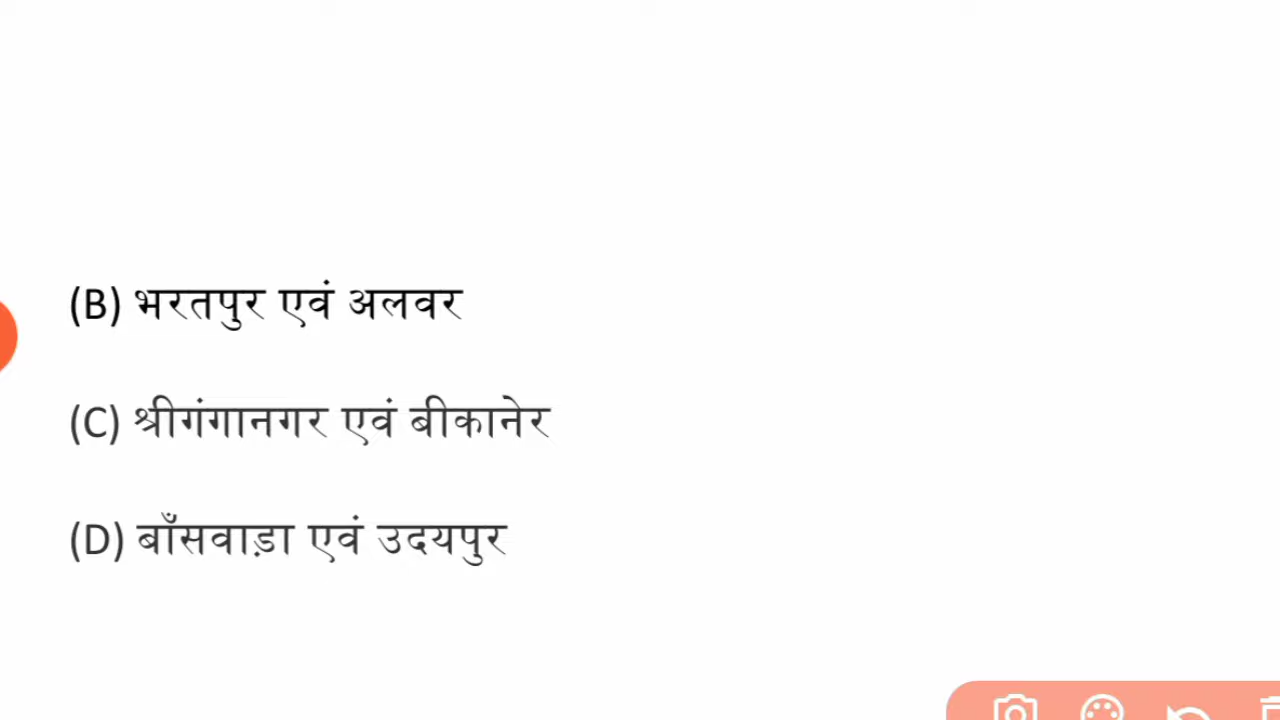 (B) भरतपुर एवं अलवर
(C) श्रीगंगानगर एवं बीकानेर
(D) बाँसवाड़ा एवं उदयपुर